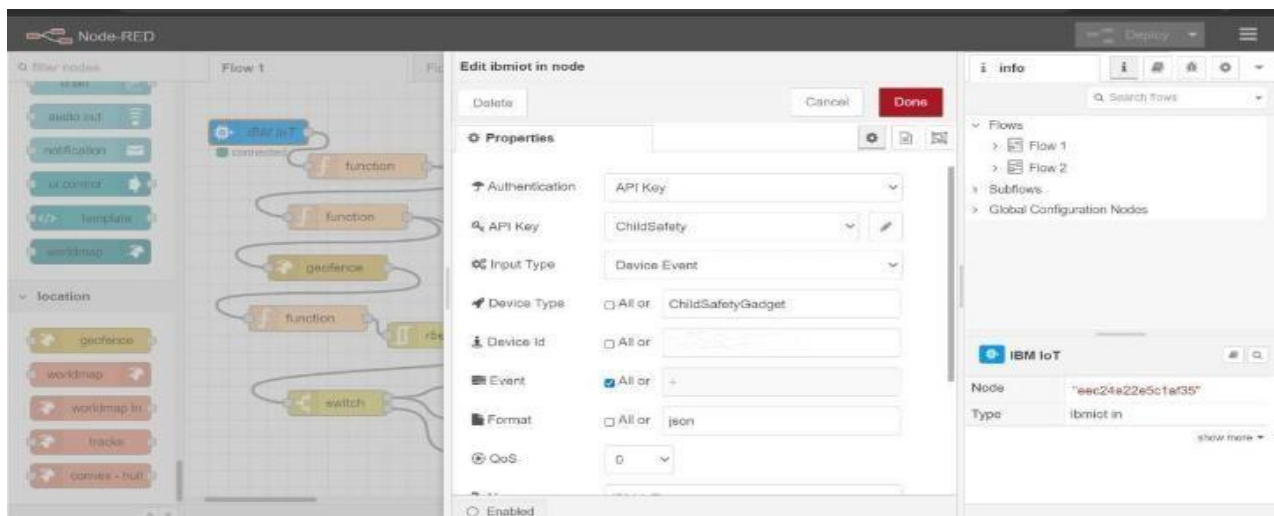 Node-RED
Deploy
filter nodes
audio out
notification
ui control
template
worldmap
location
geofence
worldmap
worldmap in
tracks
convex - hull
Flow 1
IBM IoT
connected
function
function
geofence
function
rbe
switch
Edit ibmiot in node
Delete
Cancel
Done
Properties
Authentication
API Key
API Key
ChildSafety
Input Type
Device Event
Device Type
All or
ChildSafetyGadget
Device Id
All or
Event
All or
+
Format
All or
json
QoS
0
Enabled
i info
Search flows
Flows
Flow 1
Flow 2
Subflows
Global Configuration Nodes
IBM IoT
Node
"eec24e22e5c1af35"
Type
ibmiot in
show more